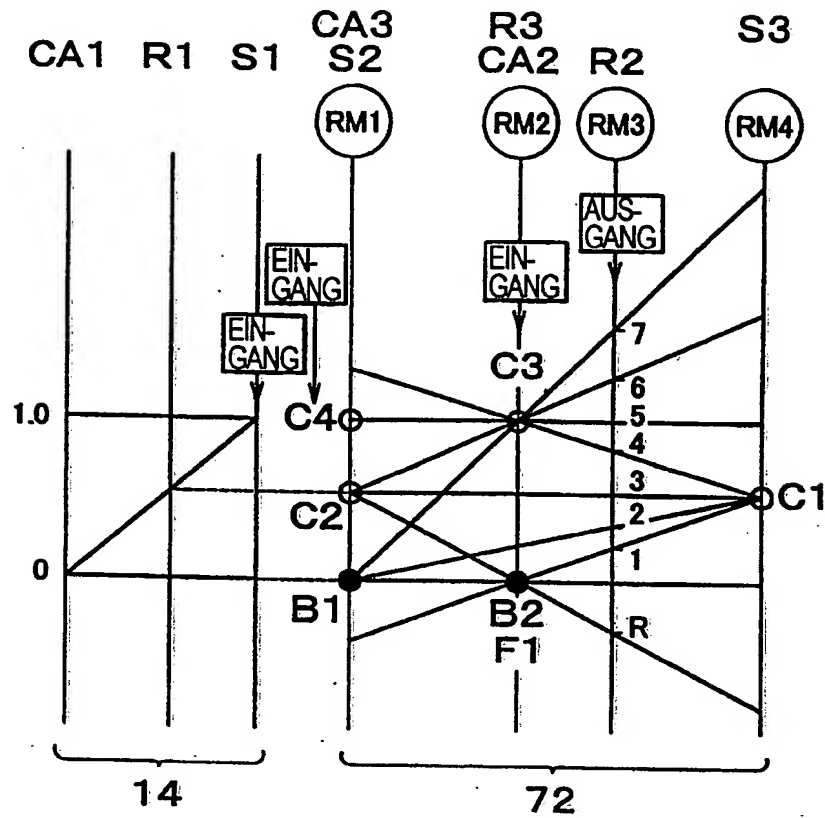 CA3 R3 S3
CA1 R1 S1 S2 CA2 R2
RM1 RM2 RM3 RM4
AUS-
GANG
EIN-
GANG
EIN-
GANG
EIN-
GANG
7
C3
6
1.0
C4
5
4
3
C1
C2
2
1
0
B1
B2
F1
R
14
72